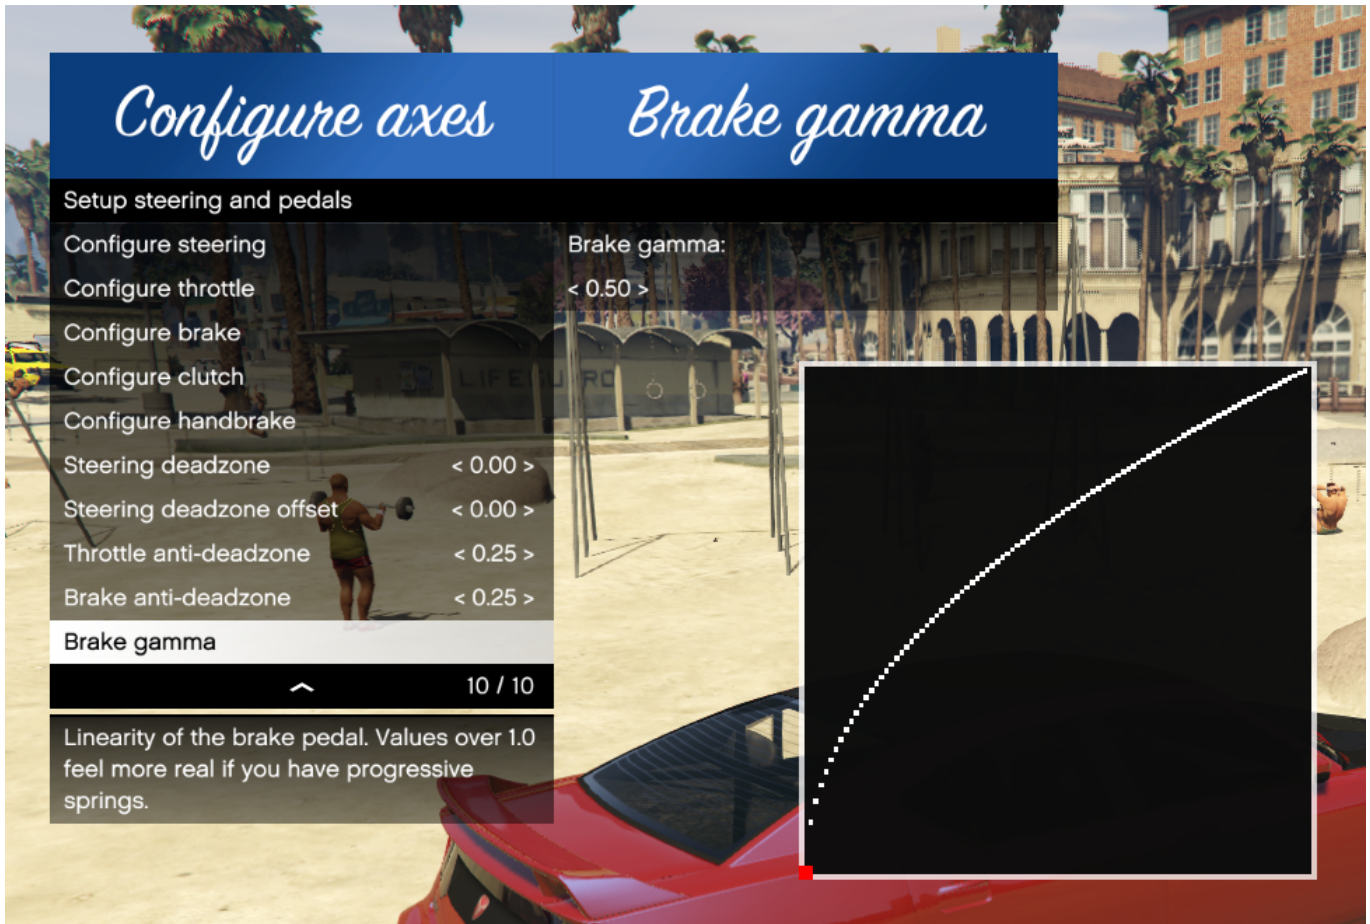 Configure axes
Brake gamma
Setup steering and pedals
Configure steering
Brake gamma:
Configure throttle
< 0.50 >
Configure brake
Configure clutch
Configure handbrake
Steering deadzone < 0.00 >
Steering deadzone offset < 0.00 >
Throttle anti-deadzone < 0.25 >
Brake anti-deadzone < 0.25 >
Brake gamma
10 / 10
Linearity of the brake pedal. Values over 1.0
feel more real if you have progressive
springs.
LIFEGUARD